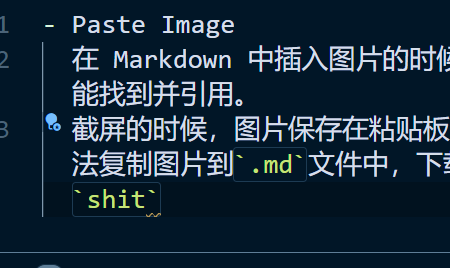 1 - Paste Image
2 在 Markdown 中插入图片的时候
能找到并引用。
3 截屏的时候，图片保存在粘贴板
法复制图片到`.md`文件中，下载
`shit`